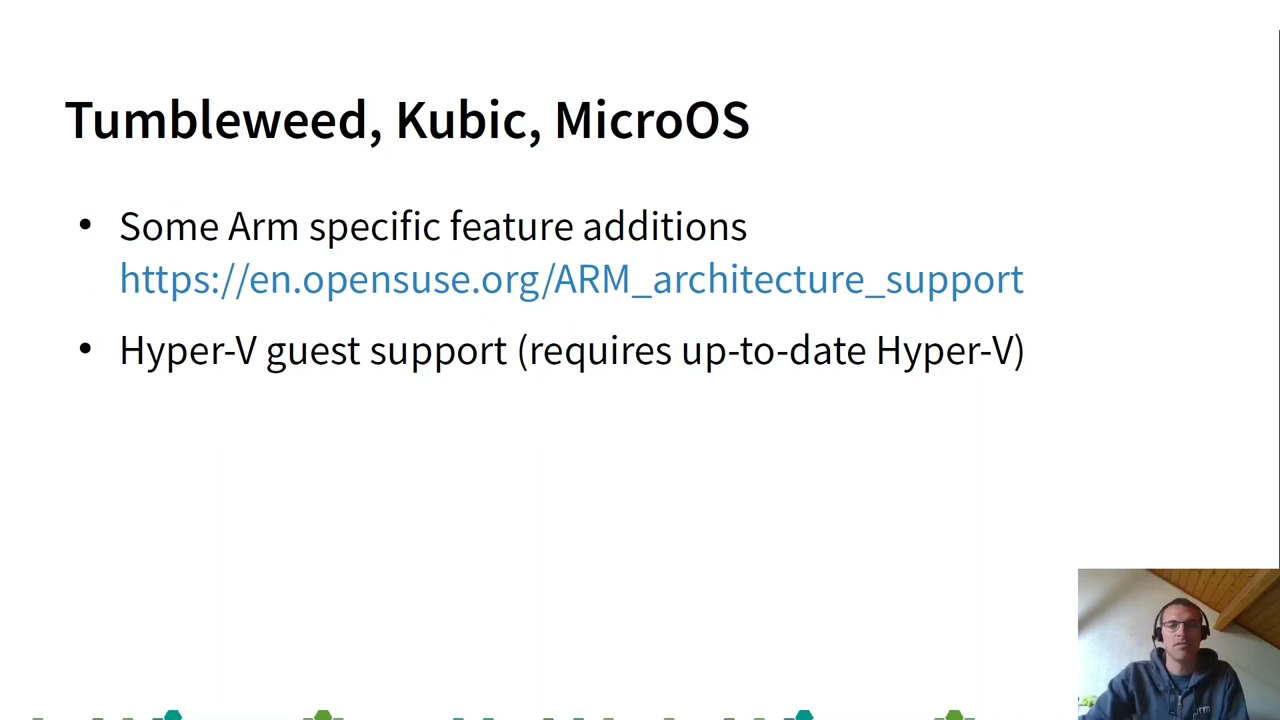 Tumbleweed, Kubic, MicroOS
• Some Arm specific feature additions
https://en.opensuse.org/ARM_architecture_support
• Hyper-V guest support (requires up-to-date Hyper-V)
arm